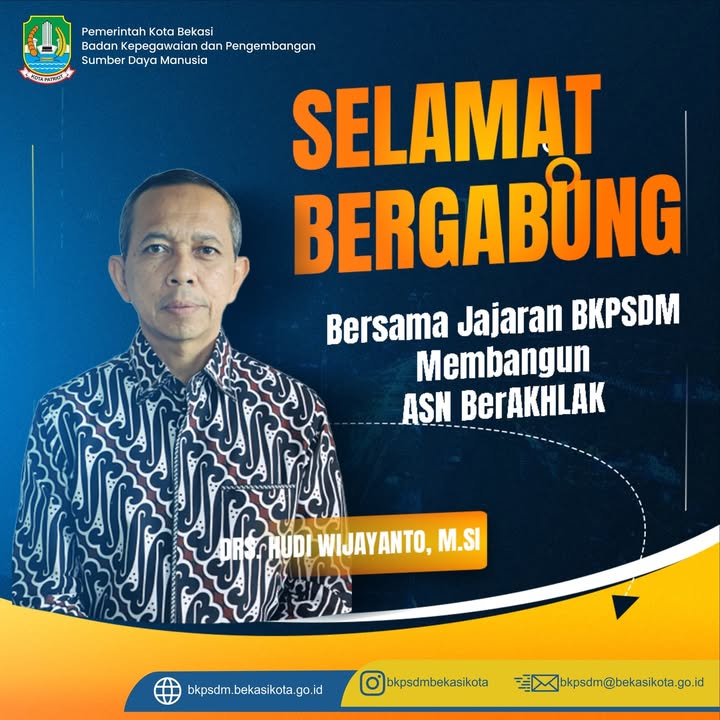 Pemerintah Kota Bekasi
Badan Kepegawaian dan Pengembangan
Sumber Daya Manusia
KOTA PATRIOT
SELAMAT
BERGABUNG
Bersama Jajaran BKPSDM
Membangun
ASN BerAKHLAK
DRS. HUDI WIJAYANTO, M.SI
bkpsdm.bekasikota.go.id
bkpsdmbekasikota
bkpsdm@bekasikota.go.id